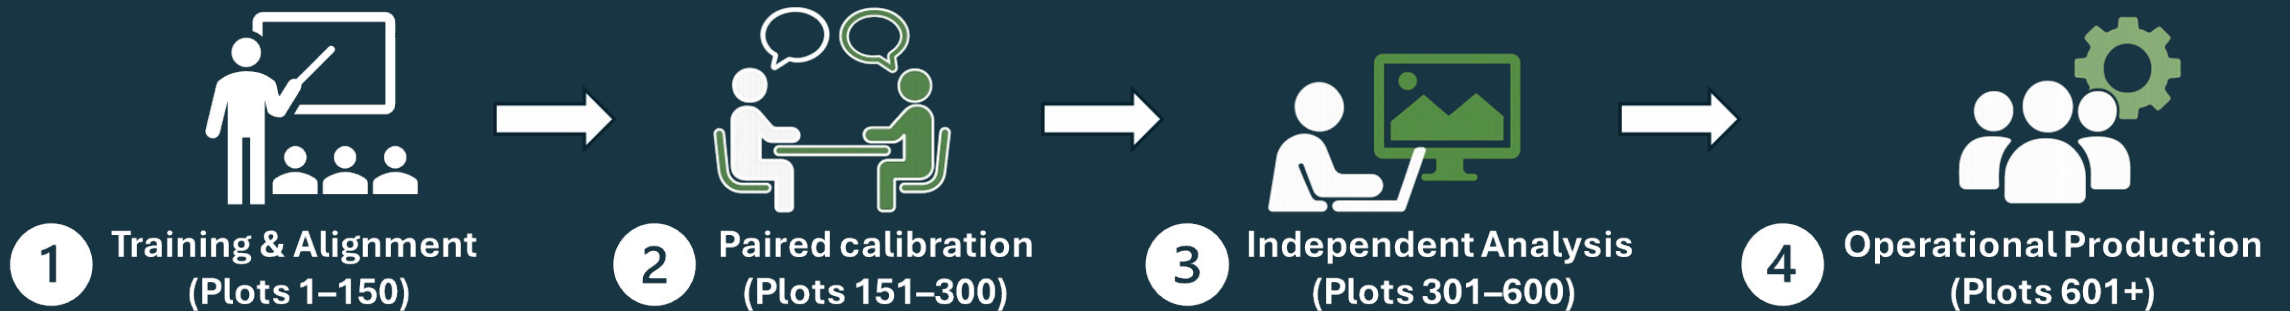 1
Training & Alignment
(Plots 1–150)
2
Paired calibration
(Plots 151–300)
3
Independent Analysis
(Plots 301–600)
4
Operational Production
(Plots 601+)